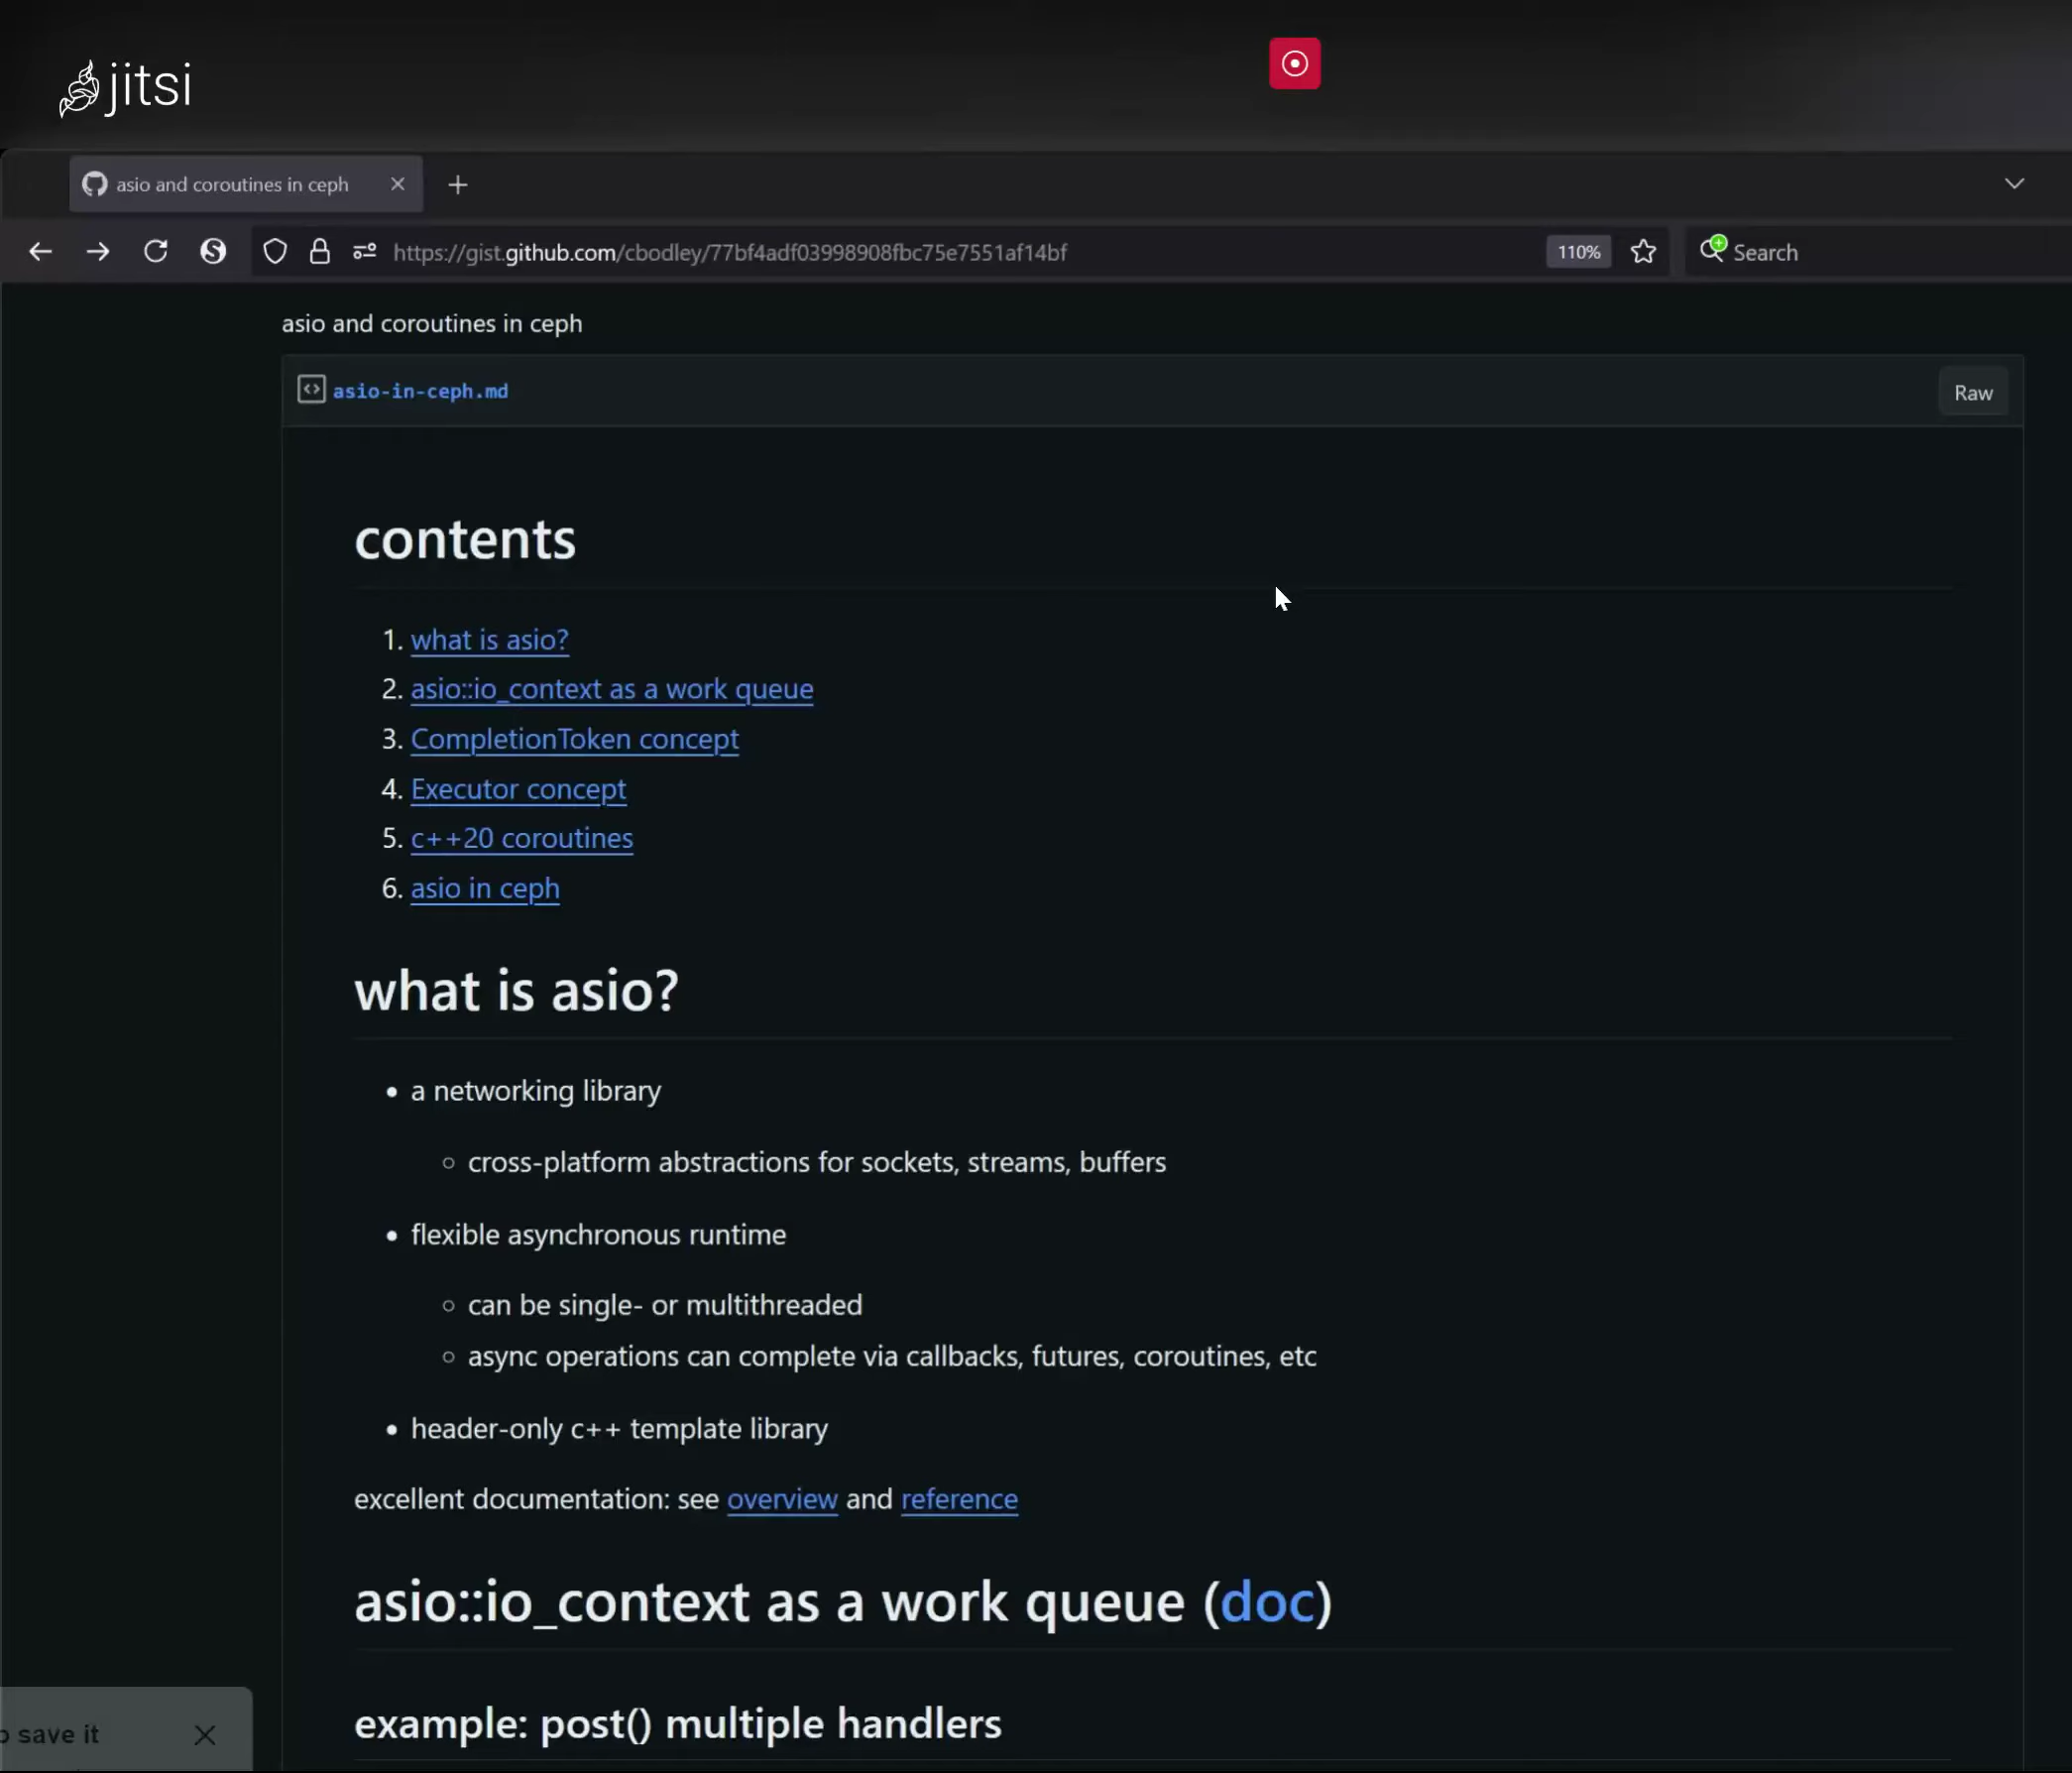 jitsi
asio and coroutines in ceph
https://gist.github.com/cbodley/77bf4adf03998908fbc75e7551af14bf
110%
Search
asio and coroutines in ceph
asio-in-ceph.md
Raw
contents
1. what is asio?
2. asio::io_context as a work queue
3. CompletionToken concept
4. Executor concept
5. c++20 coroutines
6. asio in ceph
what is asio?
• a networking library
○ cross-platform abstractions for sockets, streams, buffers
• flexible asynchronous runtime
○ can be single- or multithreaded
○ async operations can complete via callbacks, futures, coroutines, etc
• header-only c++ template library
excellent documentation: see overview and reference
asio::io_context as a work queue (doc)
save it
example: post() multiple handlers